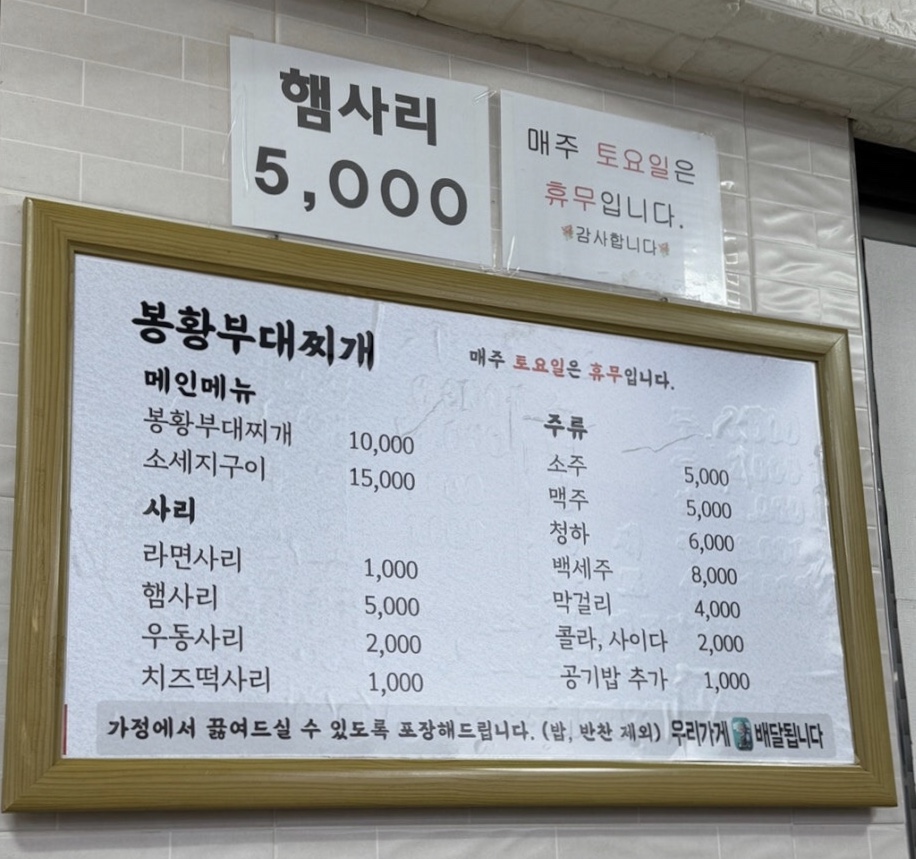 햄사리
5,000
매주 토요일은
휴무입니다.
감사합니다
봉황부대찌개
매주 토요일은 휴무입니다.
메인메뉴
봉황부대찌개 10,000
소세지구이 15,000
사리
라면사리 1,000
햄사리 5,000
우동사리 2,000
치즈떡사리 1,000
주류
소주 5,000
맥주 5,000
청하 6,000
백세주 8,000
막걸리 4,000
콜라, 사이다 2,000
공기밥 추가 1,000
가정에서 끓여드실 수 있도록 포장해드립니다. (밥, 반찬 제외) 우리가게 배달됩니다